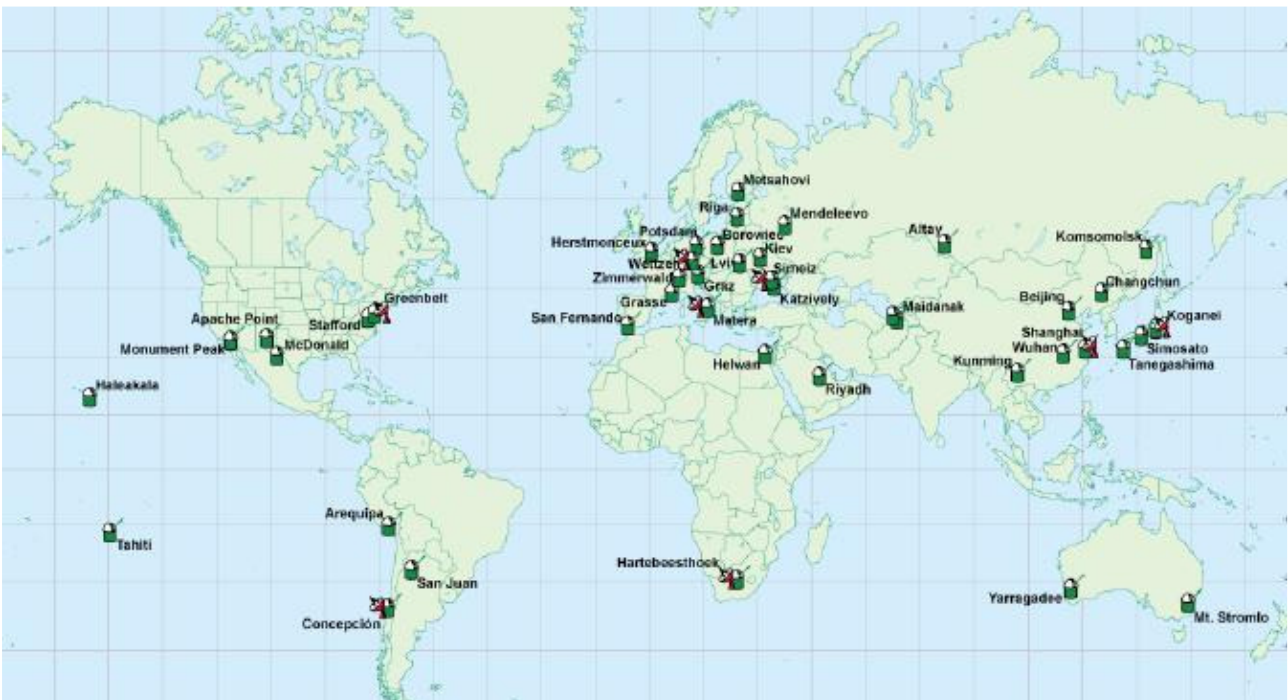 Metsahovi
Riga
Mendeleevo
Potsdam
Borowiec
Altay
Komsomolsk
Herstmonceux
Kiev
Wettzell
Lviv
Simeiz
Zimmerwald
Graz
Changchun
Greenbelt
Grasse
Katzively
Beijing
Maidanak
Apache Point
Stafford
San Fernando
Matera
Koganei
Shanghai
Monument Peak
McDonald
Wuhan
Simosato
Helwan
Kunming
Tanegashima
Haleakala
Riyadh
Arequipa
Tahiti
Hartebeesthoek
San Juan
Yarragadee
Concepción
Mt. Stromlo